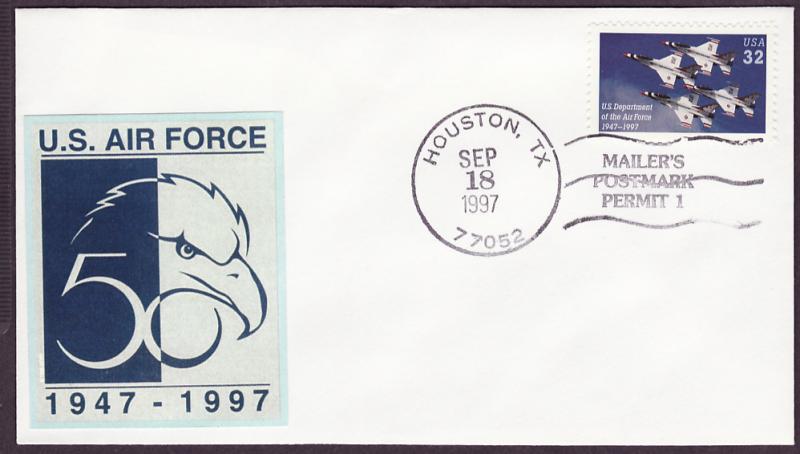 U.S. AIR FORCE
50
1947 - 1997
HOUSTON, TX
SEP
18
1997
77052
USA
32
U.S. Department
of the Air Force
1947-1997
MAILER'S
POSTMARK
PERMIT 1